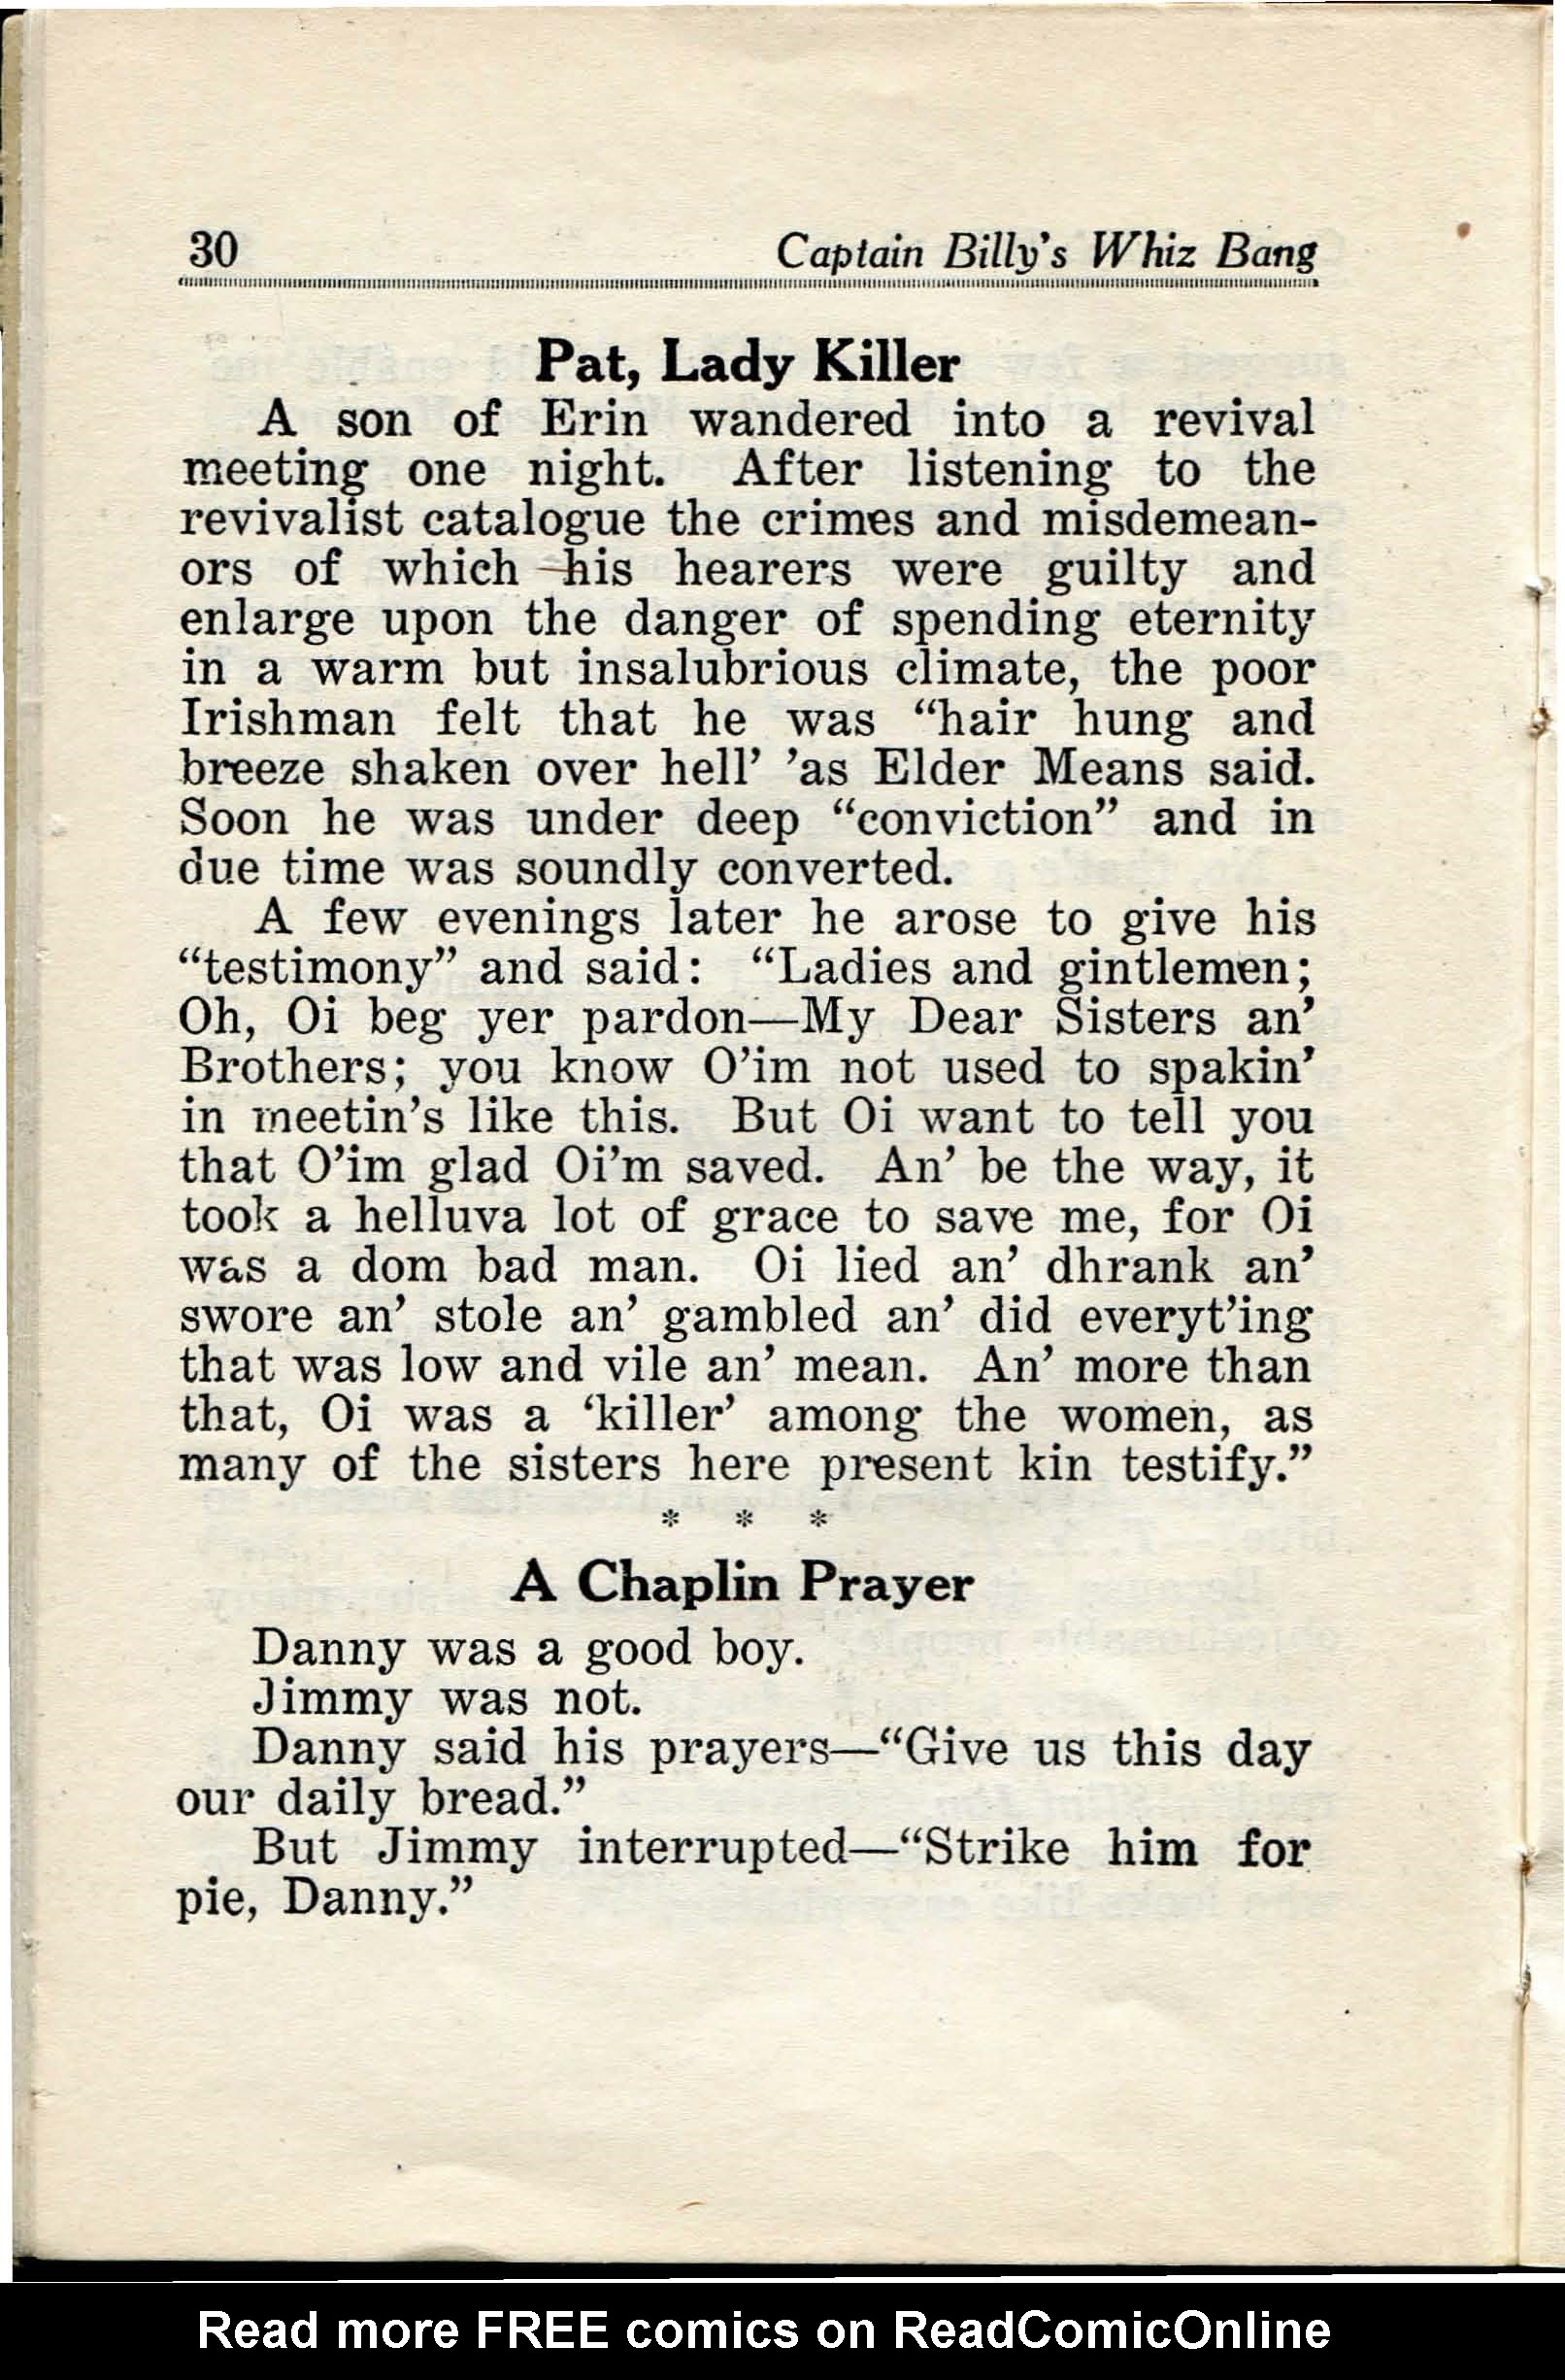 30 Captain Billy's Whiz Bang
Pat, Lady Killer
A son of Erin wandered into a revival
meeting one night. After listening to the
revivalist catalogue the crimes and misdemean-
ors of which his hearers were guilty and
enlarge upon the danger of spending eternity
in a warm but insalubrious climate, the poor
Irishman felt that he was “hair hung and
breeze shaken over hell’ ’as Elder Means said.
Soon he was under deep “conviction” and in
due time was soundly converted.
A few evenings later he arose to give his
“testimony” and said: “Ladies and gintlemen;
Oh, Oi beg yer pardon—My Dear Sisters an’
Brothers; you know O’im not used to spakin’
in meetin’s like this. But Oi want to tell you
that O’im glad Oi’m saved. An’ be the way, it
took a helluva lot of grace to save me, for Oi
was a dom bad man. Oi lied an’ dhrank an’
swore an’ stole an’ gambled an’ did everyt’ing
that was low and vile an’ mean. An’ more than
that, Oi was a ‘killer’ among the women, as
many of the sisters here present kin testify.”
* * *
A Chaplin Prayer
Danny was a good boy.
Jimmy was not.
Danny said his prayers—“Give us this day
our daily bread.”
But Jimmy interrupted—“Strike him for
pie, Danny.”
Read more FREE comics on ReadComicOnline